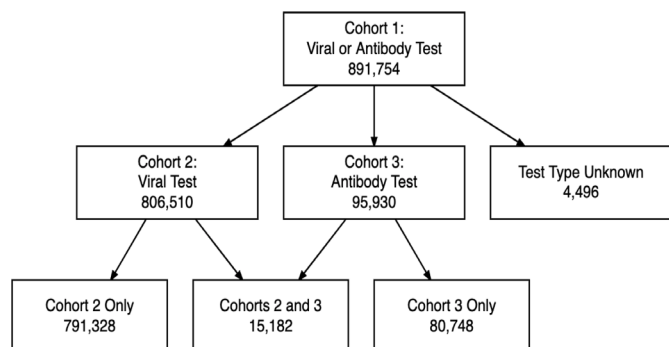 Cohort 1:
Viral or Antibody Test
891,754
Cohort 2:
Viral Test
806,510
Cohort 3:
Antibody Test
95,930
Test Type Unknown
4,496
Cohort 2 Only
791,328
Cohorts 2 and 3
15,182
Cohort 3 Only
80,748